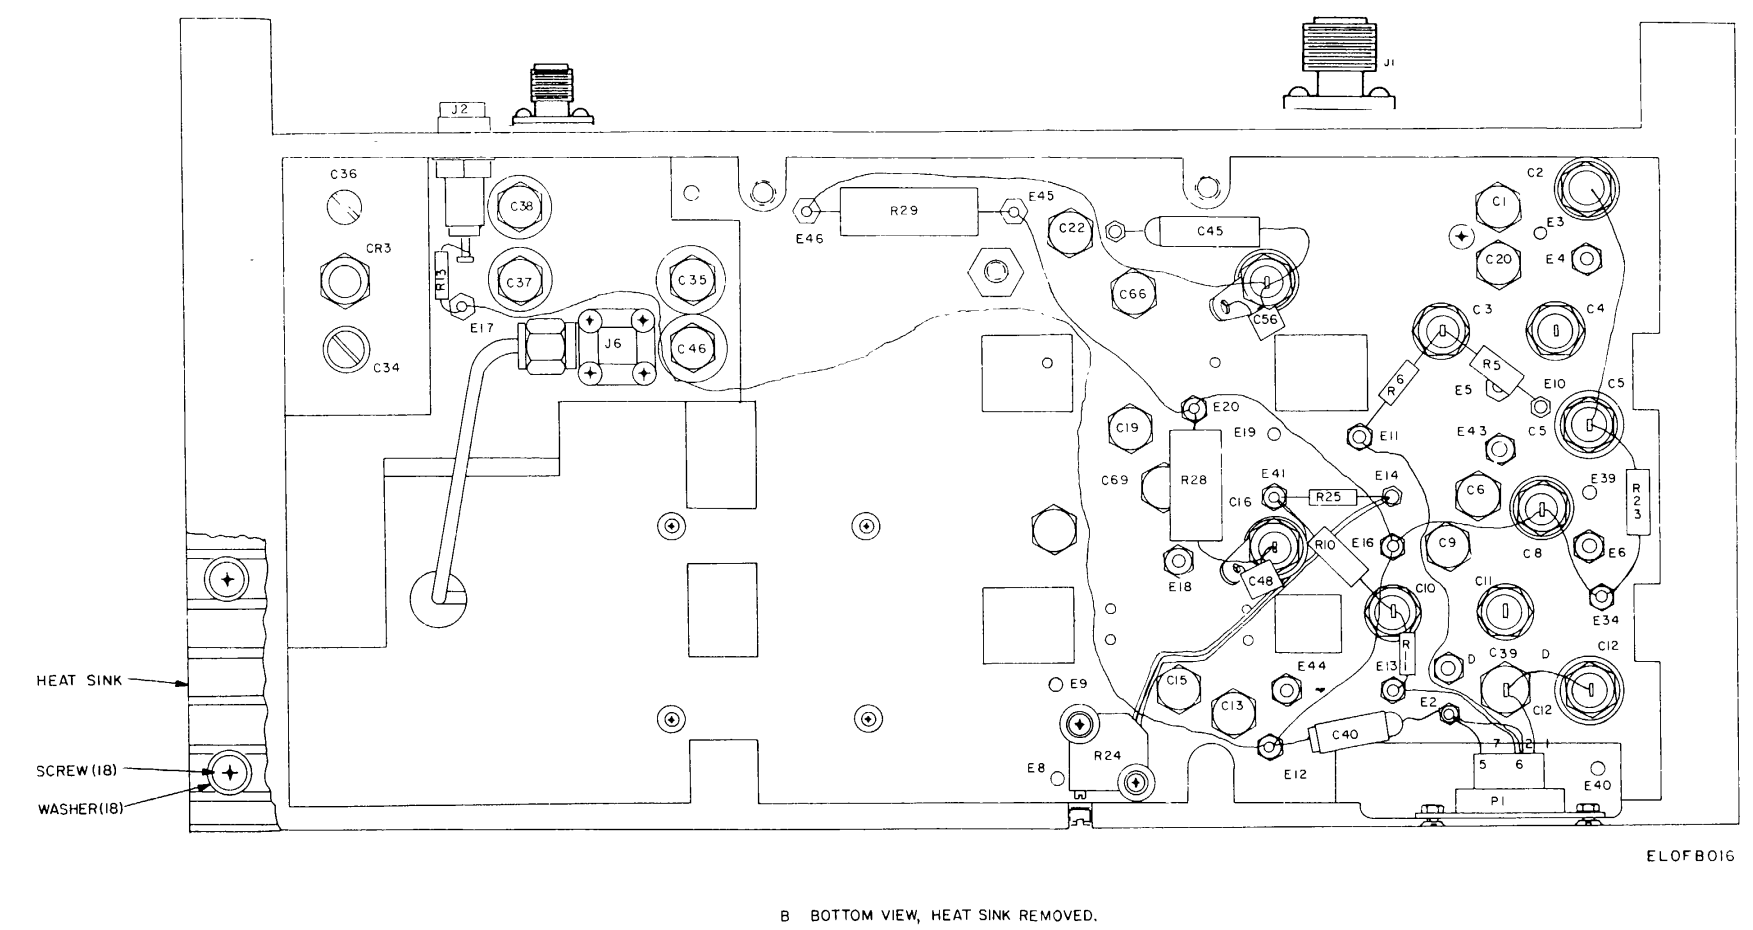 J1
J2
C36
C2
C38
C1
E45
R29
E3
C22
C45
E46
CR3
C20
E4
R13
C37
C35
C66
E17
C3
C4
C56
J6
C46
C34
R5
R6
E5
E10
C5
E20
C19
E19
E11
E43
C5
C69
R28
E41
E14
C6
E39
C16
R25
R23
R10
E16
C9
E6
C8
C48
E18
C10
C11
E34
R1
E44
E13
D
C39
D
C12
HEAT SINK
E9
C15
C13
E2
C12
C40
R24
7 2 1
5 6
E8
E12
E40
SCREW(18)
P1
WASHER(18)
ELOFB016
B BOTTOM VIEW, HEAT SINK REMOVED.